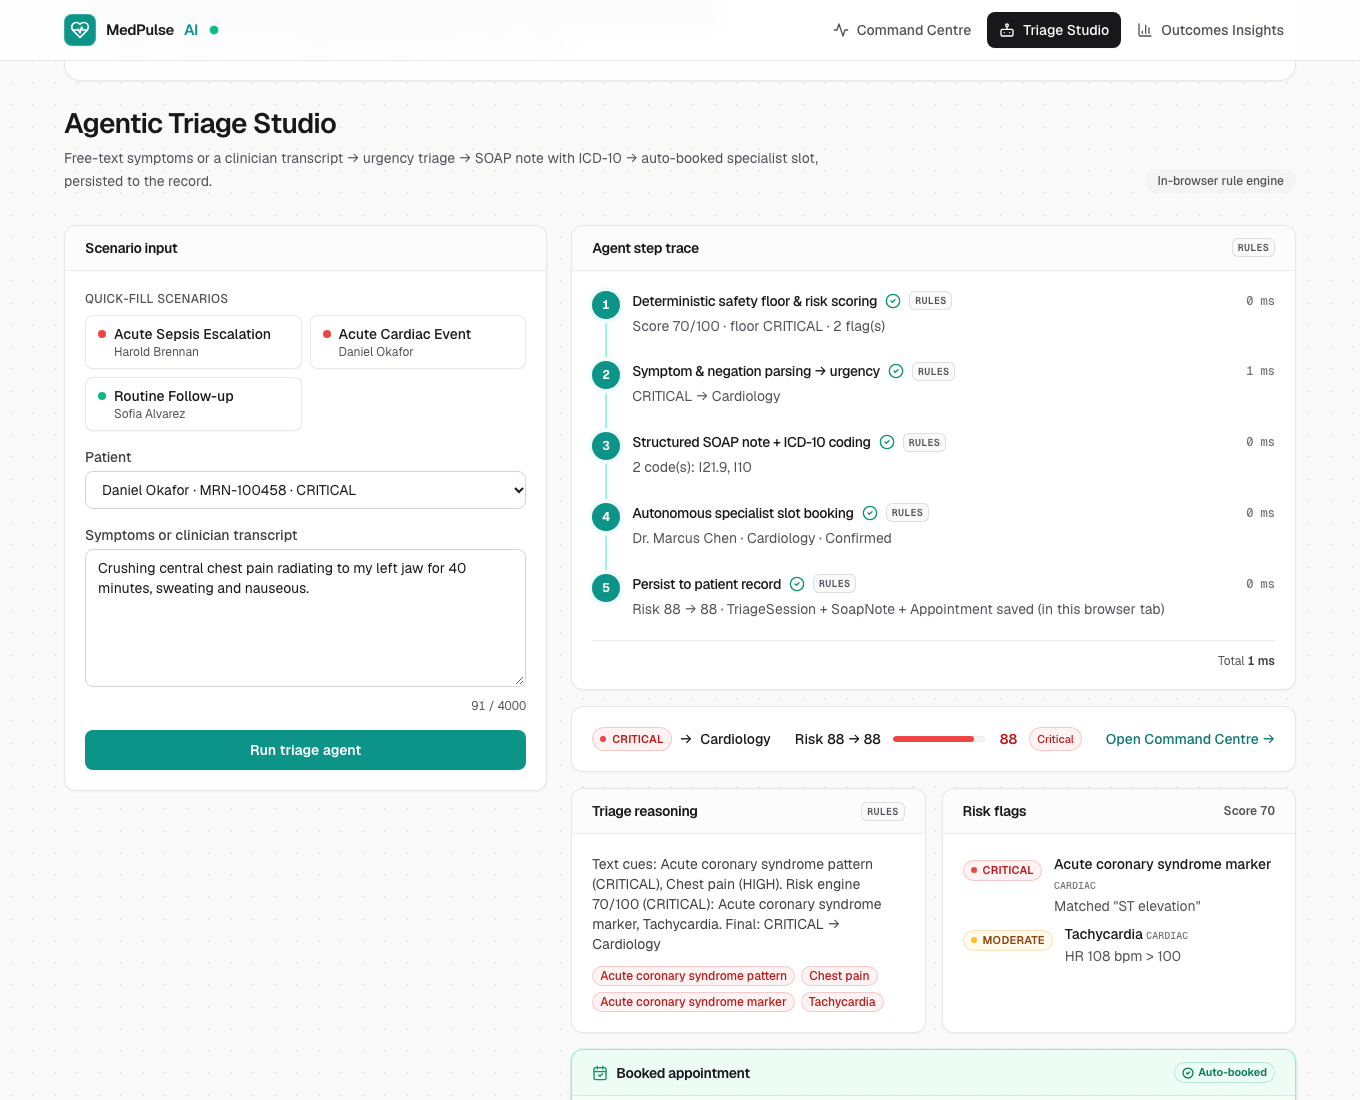 MedPulse AI
Command Centre
Triage Studio
Outcomes Insights
Agentic Triage Studio
Free-text symptoms or a clinician transcript → urgency triage → SOAP note with ICD-10 → auto-booked specialist slot,
persisted to the record.
In-browser rule engine
Scenario input
QUICK-FILL SCENARIOS
Acute Sepsis Escalation
Harold Brennan
Acute Cardiac Event
Daniel Okafor
Routine Follow-up
Sofia Alvarez
Patient
Daniel Okafor · MRN-100458 · CRITICAL
Symptoms or clinician transcript
Crushing central chest pain radiating to my left jaw for 40
minutes, sweating and nauseous.
91 / 4000
Run triage agent
Agent step trace
RULES
1 Deterministic safety floor & risk scoring RULES 0 ms
Score 70/100 · floor CRITICAL · 2 flag(s)
2 Symptom & negation parsing → urgency RULES 1 ms
CRITICAL → Cardiology
3 Structured SOAP note + ICD-10 coding RULES 0 ms
2 code(s): I21.9, I10
4 Autonomous specialist slot booking RULES 0 ms
Dr. Marcus Chen · Cardiology · Confirmed
5 Persist to patient record RULES 0 ms
Risk 88 → 88 · TriageSession + SoapNote + Appointment saved (in this browser tab)
Total 1 ms
CRITICAL → Cardiology Risk 88 → 88 88 Critical Open Command Centre →
Triage reasoning RULES
Text cues: Acute coronary syndrome pattern
(CRITICAL), Chest pain (HIGH). Risk engine
70/100 (CRITICAL): Acute coronary syndrome
marker, Tachycardia. Final: CRITICAL →
Cardiology
Acute coronary syndrome pattern Chest pain
Acute coronary syndrome marker Tachycardia
Risk flags Score 70
CRITICAL Acute coronary syndrome marker
CARDIAC
Matched "ST elevation"
MODERATE Tachycardia CARDIAC
HR 108 bpm > 100
Booked appointment Auto-booked